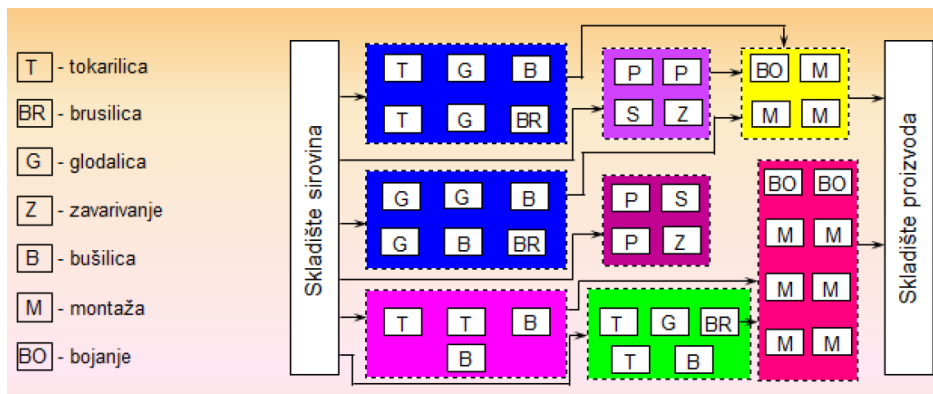 T - tokarilica
BR - brusilica
G - glodalica
Z - zavarivanje
B - bušilica
M - montaža
BO - bojanje
Skladište sirovina
T G B
T G BR
P P
S Z
BO M
M M
G G B
G B BR
P S
P Z
T T B
B
T G BR
T B
BO BO
M M
M M
M M
Skladište proizvoda